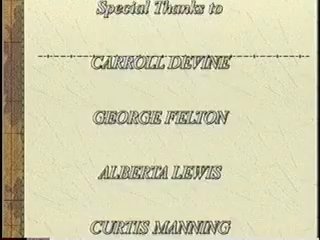 Special Thanks to
CARROLL DEVINE
GEORGE FELTON
ALBERTA LEWIS
CURTIS MANNING